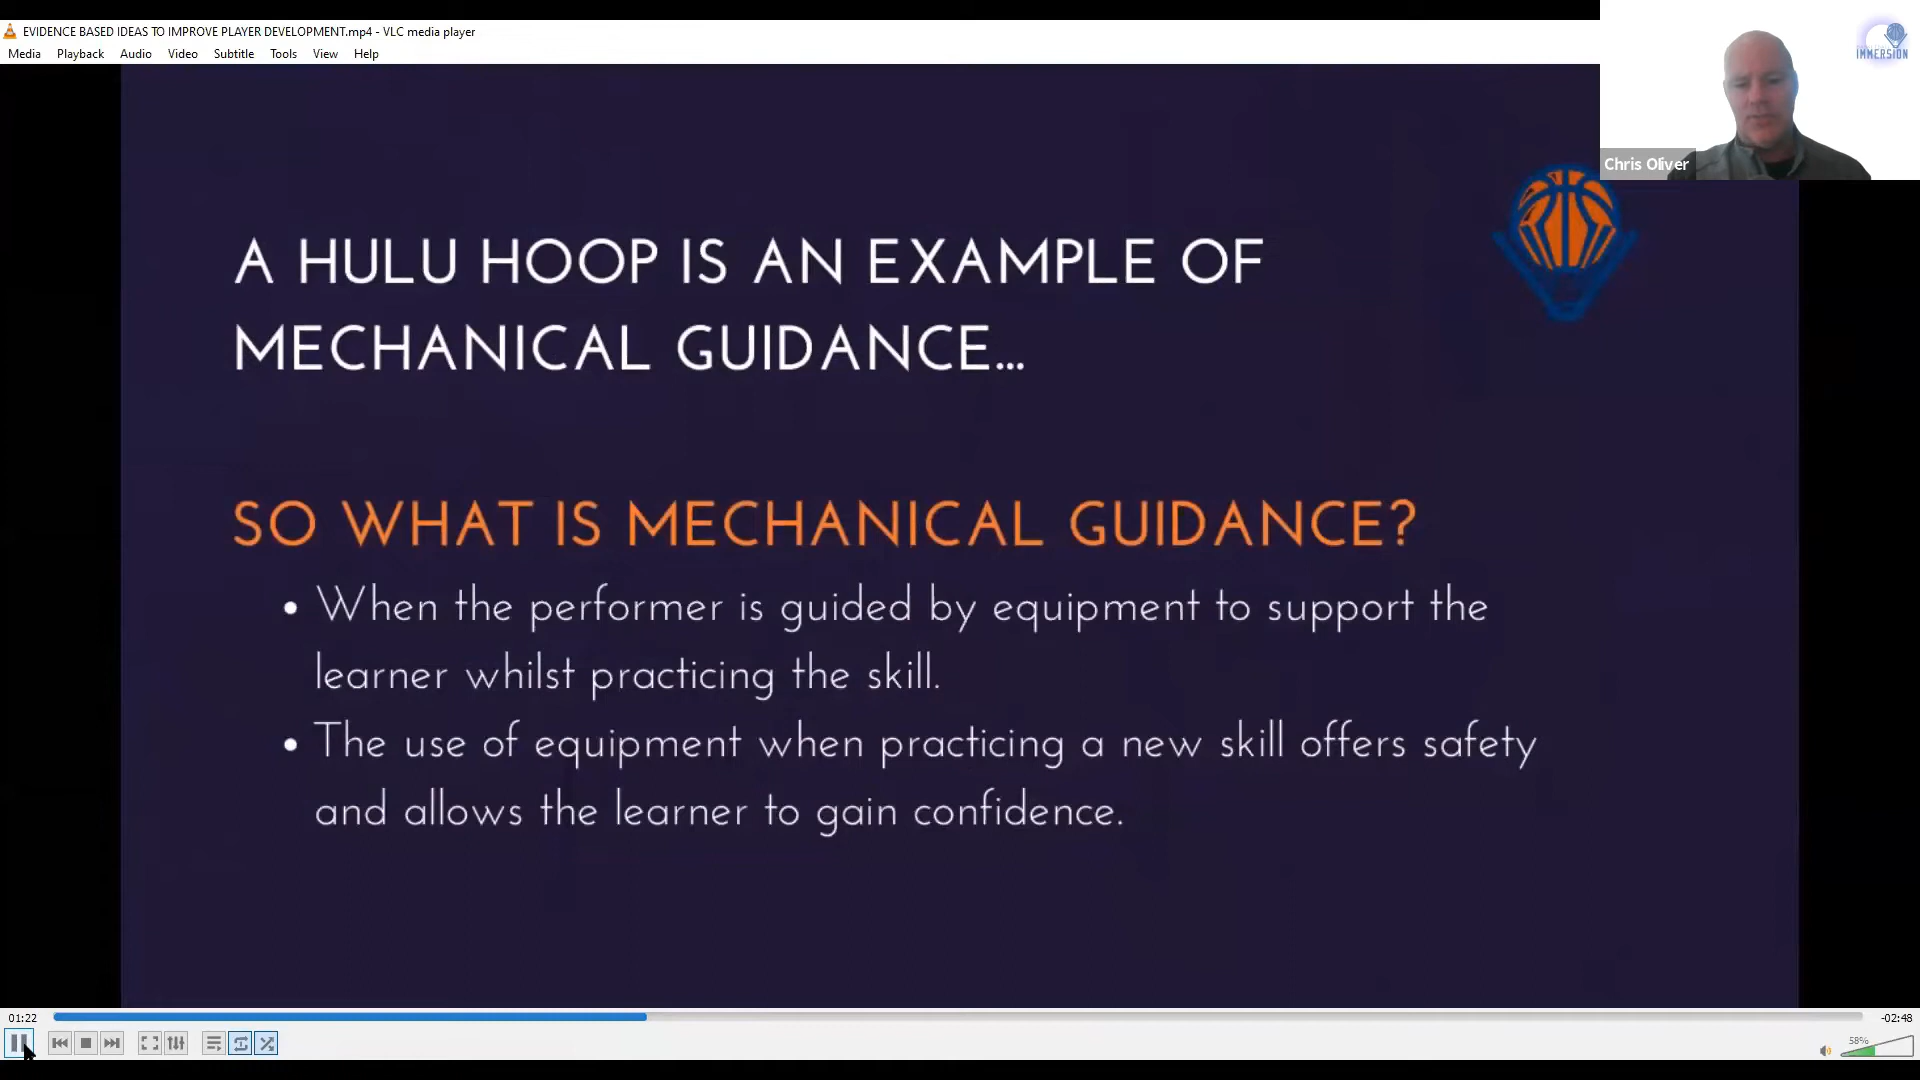 EVIDENCE BASED IDEAS TO IMPROVE PLAYER DEVELOPMENT.mp4 - VLC media player
Media Playback Audio Video Subtitle Tools View Help
IMMERSION
Chris Oliver
A HULU HOOP IS AN EXAMPLE OF
MECHANICAL GUIDANCE...
SO WHAT IS MECHANICAL GUIDANCE?
• When the performer is guided by equipment to support the
learner whilst practicing the skill.
• The use of equipment when practicing a new skill offers safety
and allows the learner to gain confidence.
01:22 -02:48
58%